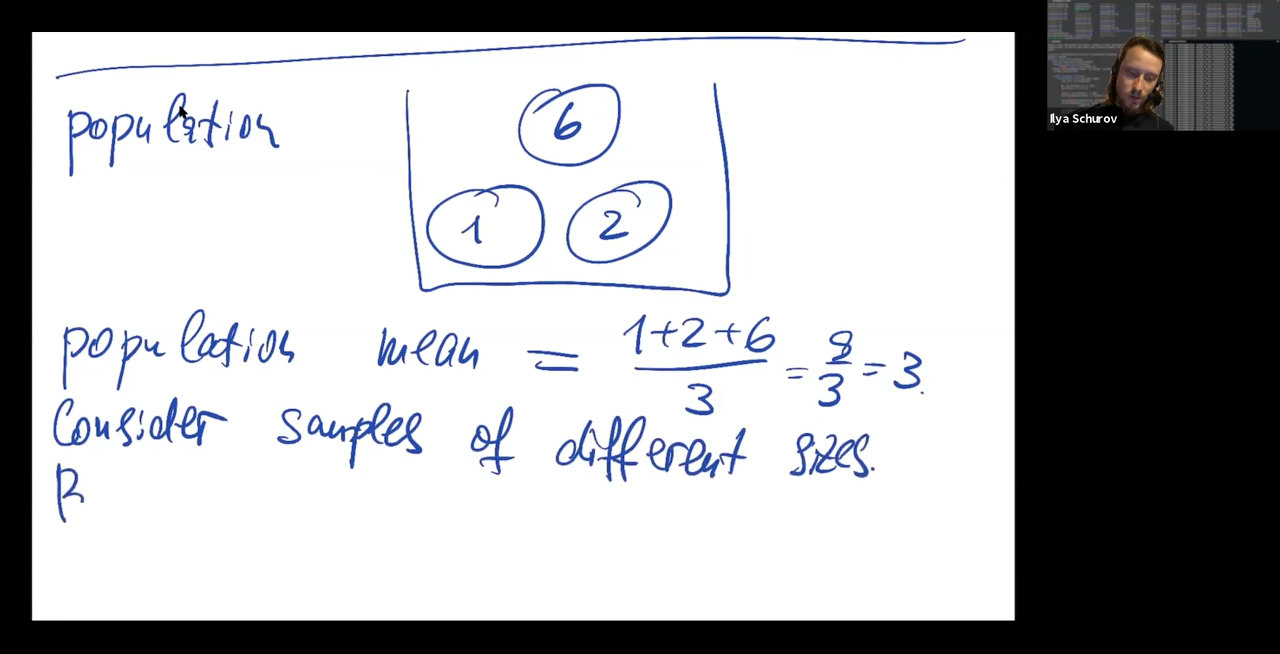 population
6
1 2
population mean = (1+2+6)/3 = 9/3 = 3.
Consider samples of different sizes.
R
Ilya Schurov